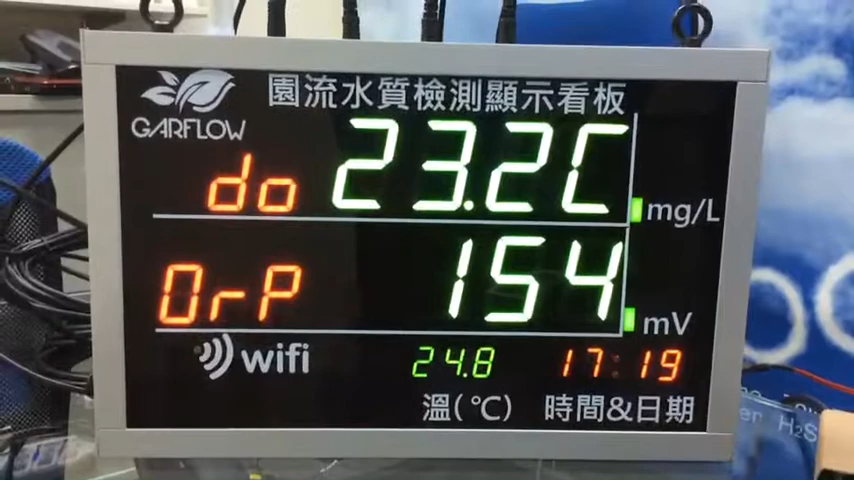 園流水質檢測顯示看板
GARFLOW
do 23.2C mg/L
OrP 154 mV
wifi 24.8 17:19
溫(℃) 時間&日期
H2S